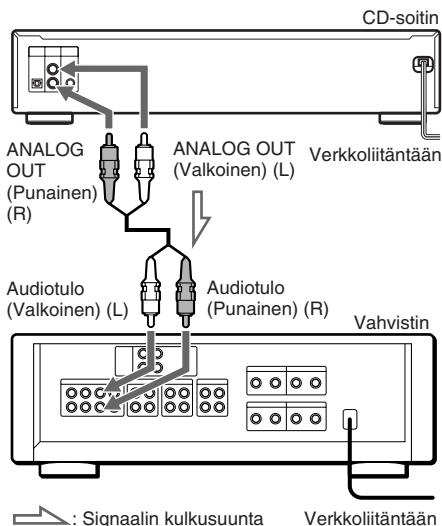 CD-soitin
ANALOG
OUT
(Punainen)
(R)
ANALOG OUT
(Valkoinen) (L)
Verkkoliitäntään
Audiotulo
(Valkoinen) (L)
Audiotulo
(Punainen) (R)
Vahvistin
: Signaalin kulkusuunta
Verkkoliitäntään